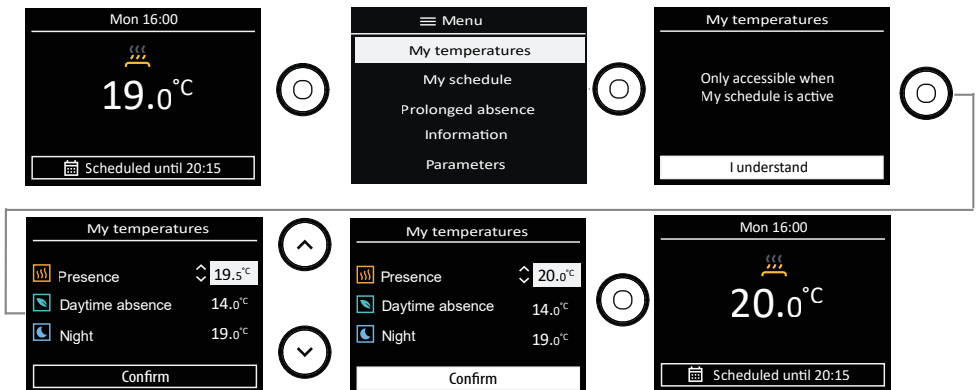 Mon 16:00
19.0°C
Scheduled until 20:15
Menu
My temperatures
My schedule
Prolonged absence
Information
Parameters
My temperatures
Only accessible when
My schedule is active
I understand
My temperatures
Presence 19.5°C
Daytime absence 14.0°C
Night 19.0°C
Confirm
My temperatures
Presence 20.0°C
Daytime absence 14.0°C
Night 19.0°C
Confirm
Mon 16:00
20.0°C
Scheduled until 20:15